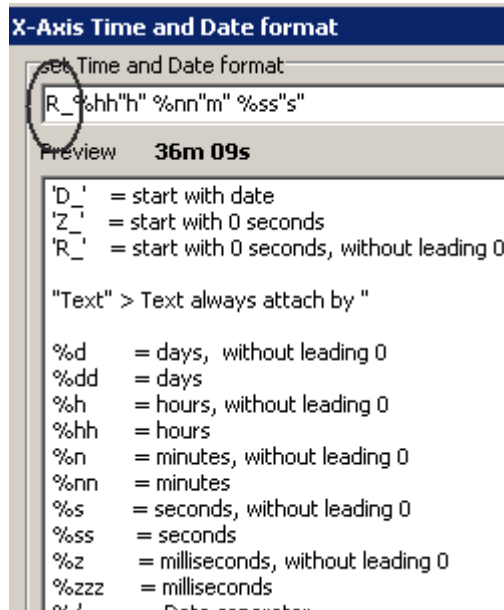 X-Axis Time and Date format
set Time and Date format
R_%hh"h" %nn"m" %ss"s"
Preview 36m 09s
'D_' = start with date
'Z_' = start with 0 seconds
'R_' = start with 0 seconds, without leading 0
"Text" > Text always attach by "
%d = days, without leading 0
%dd = days
%h = hours, without leading 0
%hh = hours
%n = minutes, without leading 0
%nn = minutes
%s = seconds, without leading 0
%ss = seconds
%z = milliseconds, without leading 0
%zzz = milliseconds
= Date separator